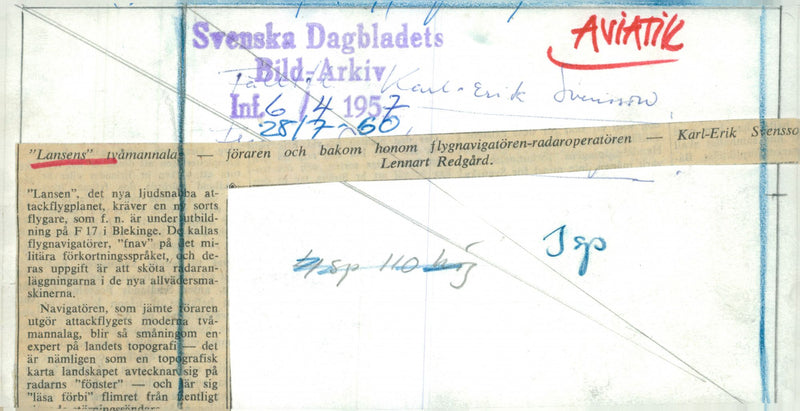 AVIATIK
Svenska Dagbladets
Bild-Arkiv
Karl-Erik Svensson
Inf. 6/4 1957
28/7-60
"Lansens" tvåmannalag — föraren och bakom honom flygnavigatören-radaroperatören — Karl-Erik Svensso
Lennart Redgård.
"Lansen", det nya ljudsnabba at-
tackflygplanet, kräver en ny sorts
flygare, som f. n. är under utbild-
ning på F 17 i Blekinge. De kallas
flygnavigatörer, "fnav" på det mi-
litära förkortningsspråket, och de-
ras uppgift är att sköta radaran-
läggningarna i de nya allvädersma-
skinerna.
Navigatören, som jämte föraren
utgör attackflygets moderna två-
mannalag, blir så småningom en
expert på landets topografi — det
är nämligen som en topografisk
karta landskapet avtecknar sig på
radarns "fönster" — och lär sig
"läsa förbi" flimret från fientligt
sp 110
1 sp